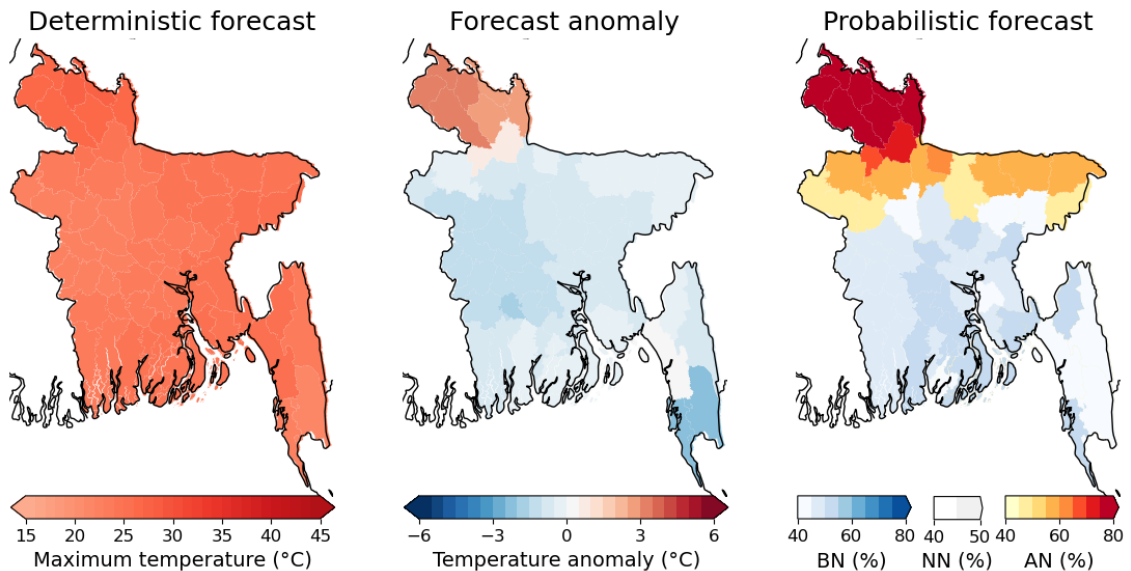 Deterministic forecast
Forecast anomaly
Probabilistic forecast
15 20 25 30 35 40 45
Maximum temperature (°C)
−6 −3 0 3 6
Temperature anomaly (°C)
40 60 80
BN (%)
40 50
NN (%)
40 60 80
AN (%)